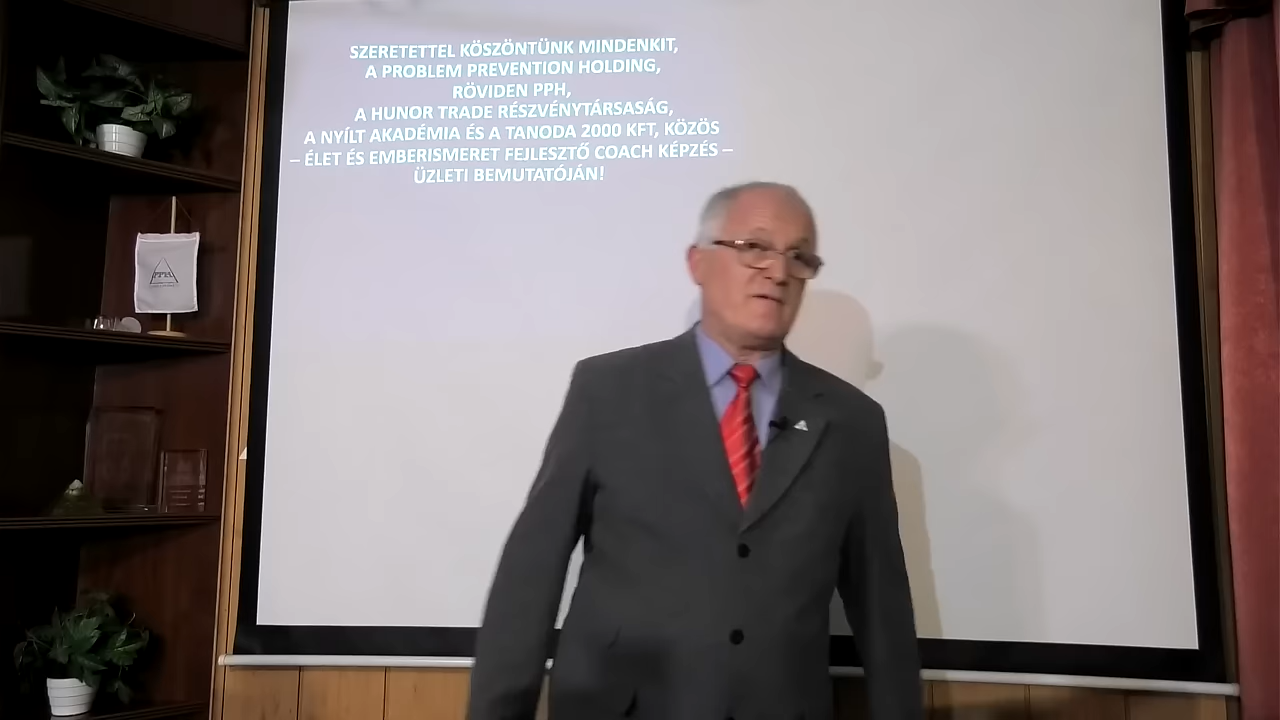 SZERETETTEL KÖSZÖNTÜNK MINDENKIT,
A PROBLEM PREVENTION HOLDING,
RÖVIDEN PPH,
A HUNOR TRADE RÉSZVÉNYTÁRSASÁG,
A NYÍLT AKADÉMIA ÉS A TANODA 2000 KFT, KÖZÖS
– ÉLET ÉS EMBERISMERET FEJLESZTŐ COACH KÉPZÉS –
ÜZLETI BEMUTATÓJÁN!